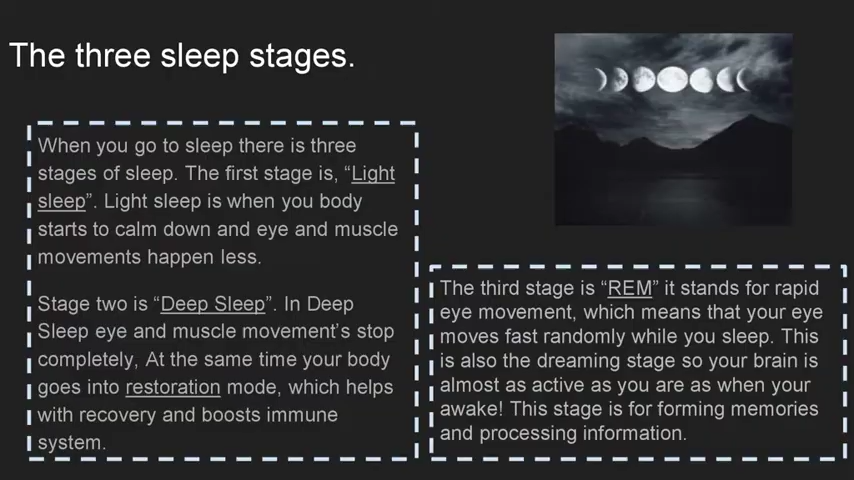 The three sleep stages.
When you go to sleep there is three
stages of sleep. The first stage is, “Light
sleep”. Light sleep is when you body
starts to calm down and eye and muscle
movements happen less.
Stage two is “Deep Sleep”. In Deep
Sleep eye and muscle movement’s stop
completely, At the same time your body
goes into restoration mode, which helps
with recovery and boosts immune
system.
The third stage is “REM” it stands for rapid
eye movement, which means that your eye
moves fast randomly while you sleep. This
is also the dreaming stage so your brain is
almost as active as you are as when your
awake! This stage is for forming memories
and processing information.